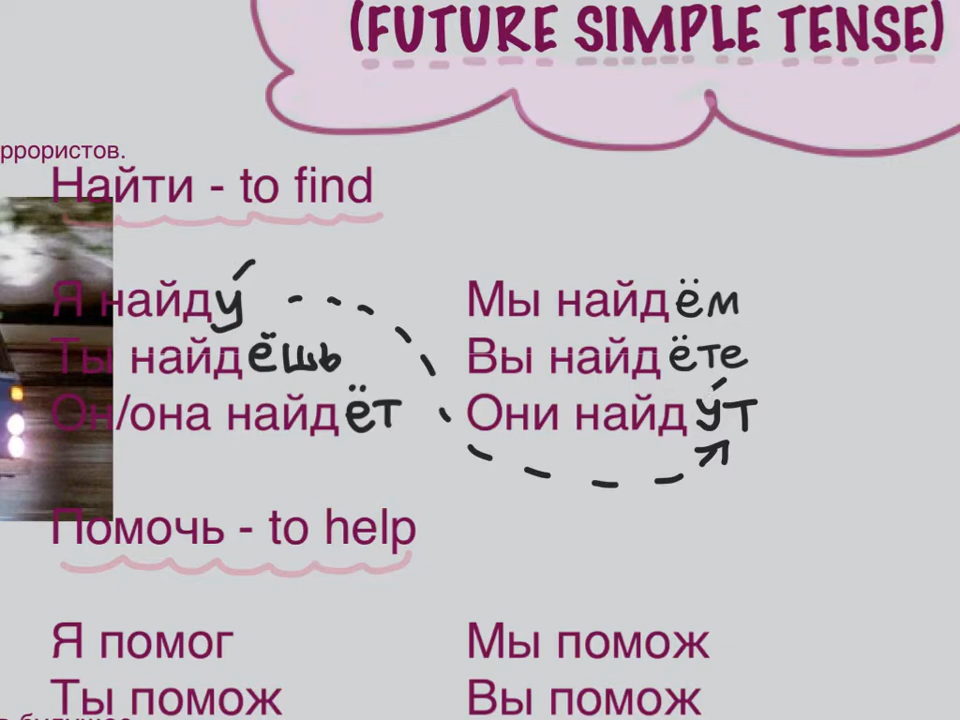 (FUTURE SIMPLE TENSE)
ррористов.
Найти - to find
Я найду́
Ты найдёшь
Он/она найдёт
Мы найдём
Вы найдёте
Они найду́т
Помочь - to help
Я помог
Ты помож
Мы помож
Вы помож